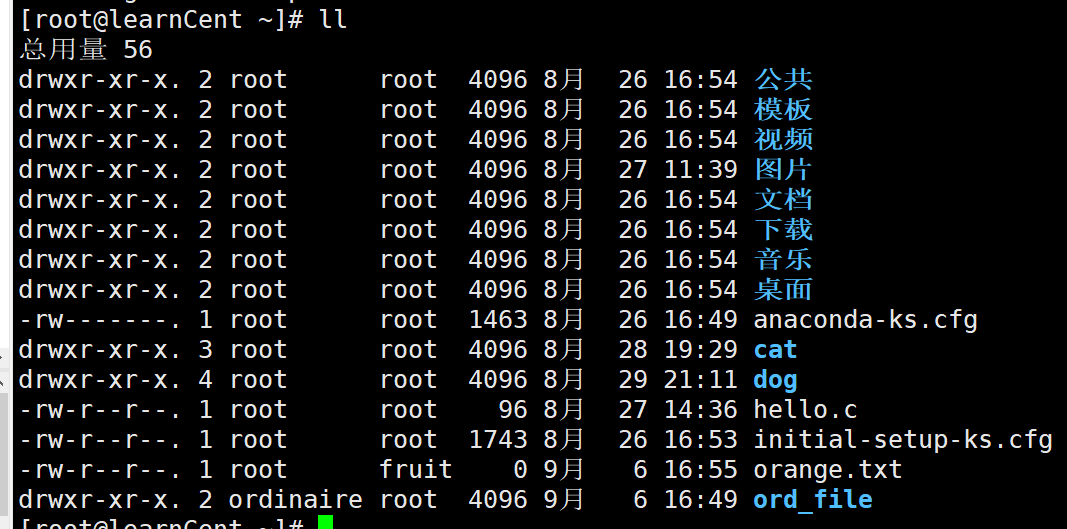 [root@learnCent ~]# ll
总用量 56
drwxr-xr-x. 2 root      root  4096 8月   26 16:54 公共
drwxr-xr-x. 2 root      root  4096 8月   26 16:54 模板
drwxr-xr-x. 2 root      root  4096 8月   26 16:54 视频
drwxr-xr-x. 2 root      root  4096 8月   27 11:39 图片
drwxr-xr-x. 2 root      root  4096 8月   26 16:54 文档
drwxr-xr-x. 2 root      root  4096 8月   26 16:54 下载
drwxr-xr-x. 2 root      root  4096 8月   26 16:54 音乐
drwxr-xr-x. 2 root      root  4096 8月   26 16:54 桌面
-rw-------. 1 root      root  1463 8月   26 16:49 anaconda-ks.cfg
drwxr-xr-x. 3 root      root  4096 8月   28 19:29 cat
drwxr-xr-x. 4 root      root  4096 8月   29 21:11 dog
-rw-r--r--. 1 root      root    96 8月   27 14:36 hello.c
-rw-r--r--. 1 root      root  1743 8月   26 16:53 initial-setup-ks.cfg
-rw-r--r--. 1 root      fruit    0 9月    6 16:55 orange.txt
drwxr-xr-x. 2 ordinaire root  4096 9月    6 16:49 ord_file
[root@learnCent ~]#